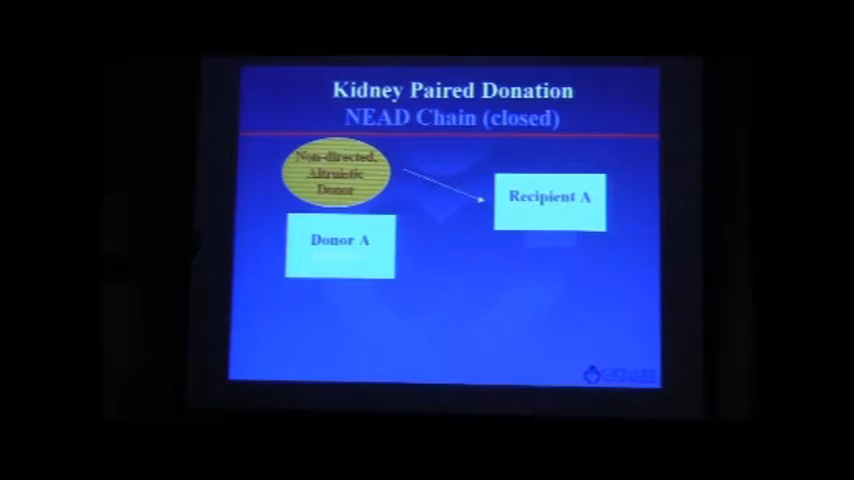 Kidney Paired Donation
NEAD Chain (closed)
Non-directed,
Altruistic
Donor
Recipient A
Donor A